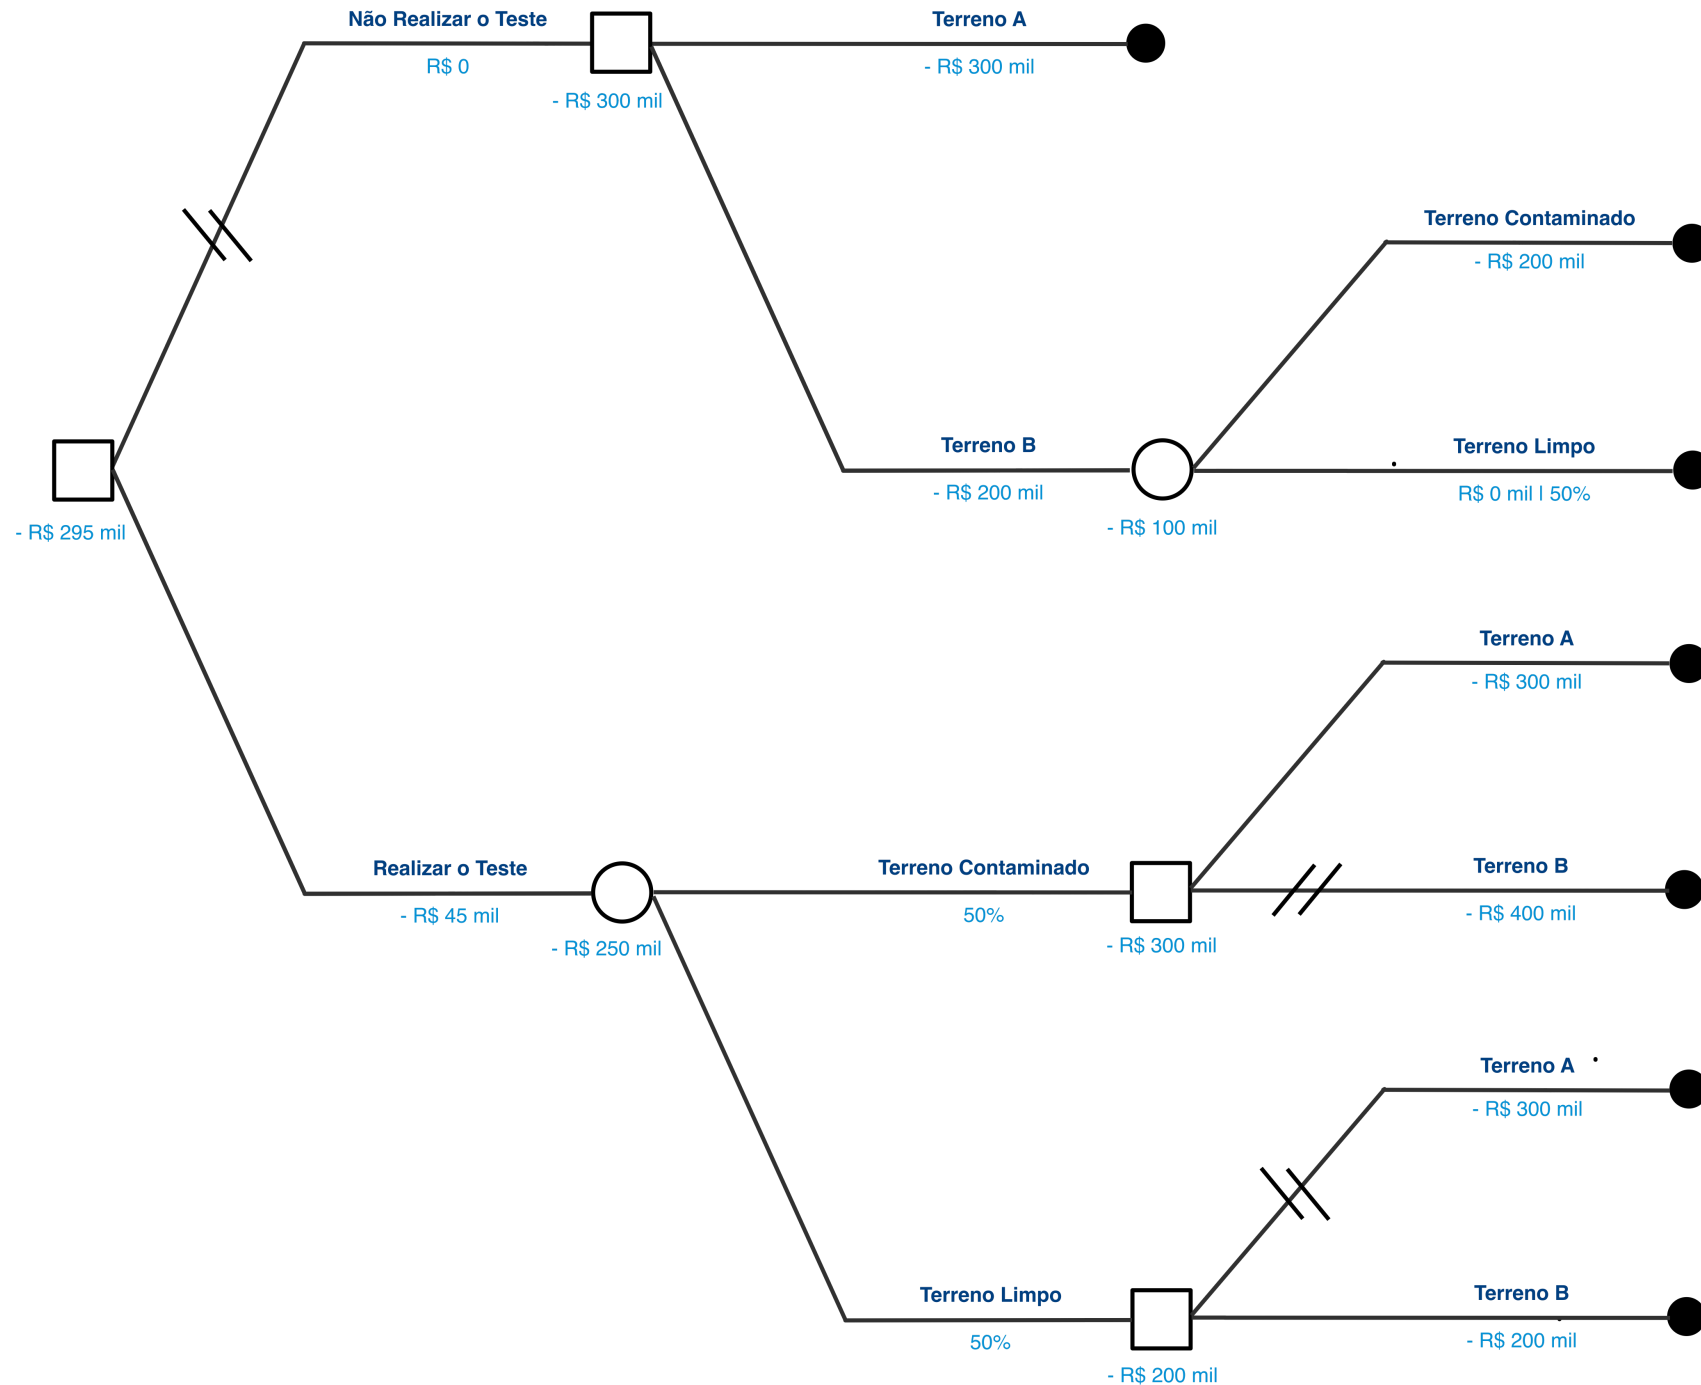 Não Realizar o Teste
R$ 0
- R$ 300 mil
Terreno A
- R$ 300 mil
Terreno Contaminado
- R$ 200 mil
Terreno B
- R$ 200 mil
- R$ 100 mil
Terreno Limpo
R$ 0 mil | 50%
- R$ 295 mil
Terreno A
- R$ 300 mil
Realizar o Teste
- R$ 45 mil
- R$ 250 mil
Terreno Contaminado
50%
- R$ 300 mil
Terreno B
- R$ 400 mil
Terreno A
- R$ 300 mil
Terreno Limpo
50%
- R$ 200 mil
Terreno B
- R$ 200 mil